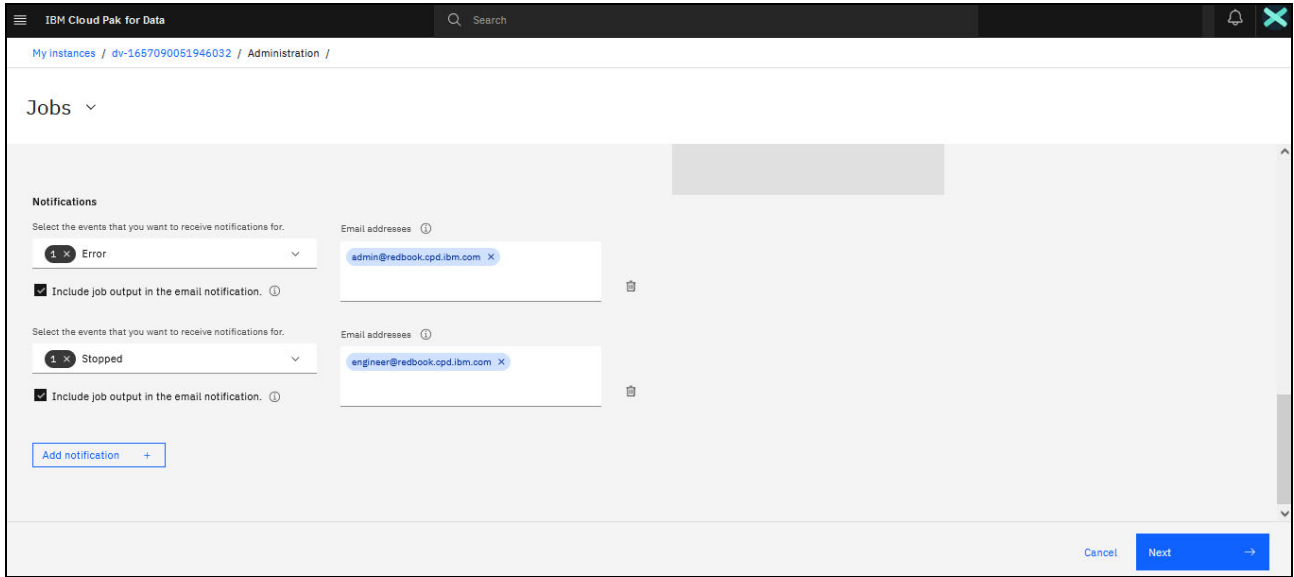 IBM Cloud Pak for Data
Search
My instances / dv-1657090051946032 / Administration /
Jobs
Notifications
Select the events that you want to receive notifications for.
Email addresses
1 × Error
admin@redbook.cpd.ibm.com ×
Include job output in the email notification.
Select the events that you want to receive notifications for.
Email addresses
1 × Stopped
engineer@redbook.cpd.ibm.com ×
Include job output in the email notification.
Add notification +
Cancel
Next →